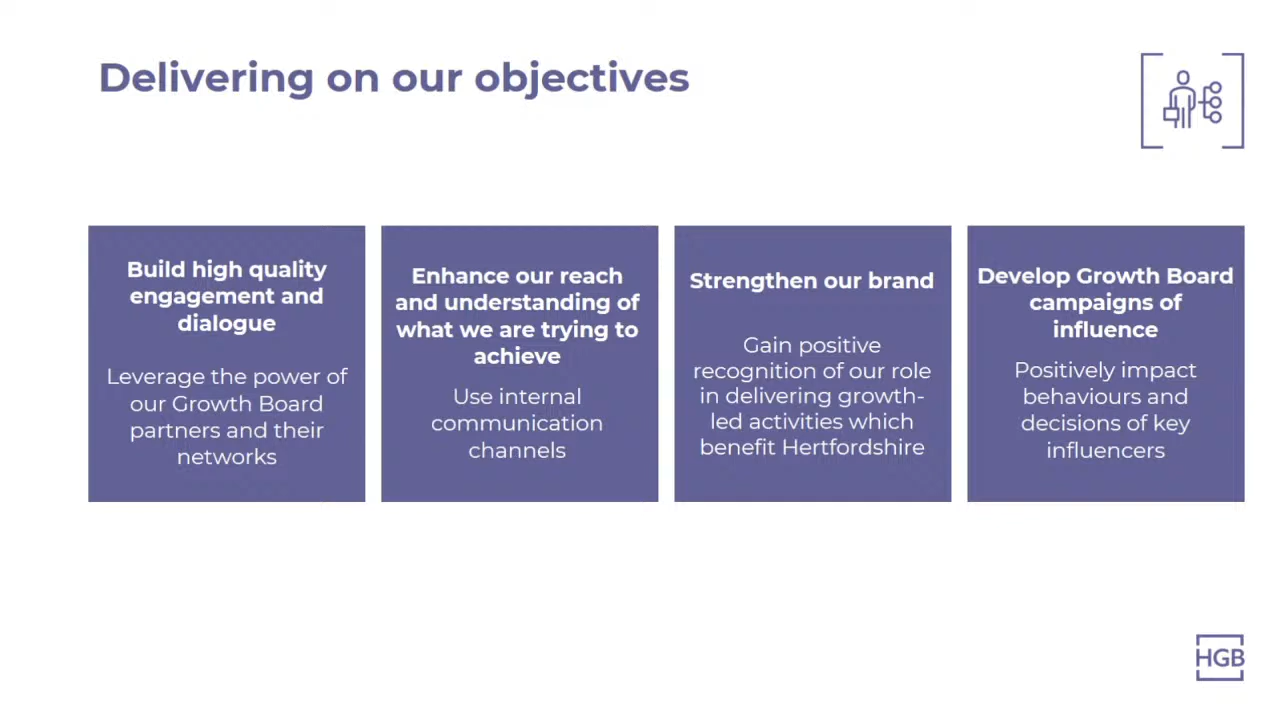 Delivering on our objectives
Build high quality
engagement and
dialogue
Leverage the power of
our Growth Board
partners and their
networks
Enhance our reach
and understanding of
what we are trying to
achieve
Use internal
communication
channels
Strengthen our brand
Gain positive
recognition of our role
in delivering growth-
led activities which
benefit Hertfordshire
Develop Growth Board
campaigns of
influence
Positively impact
behaviours and
decisions of key
influencers
HGB